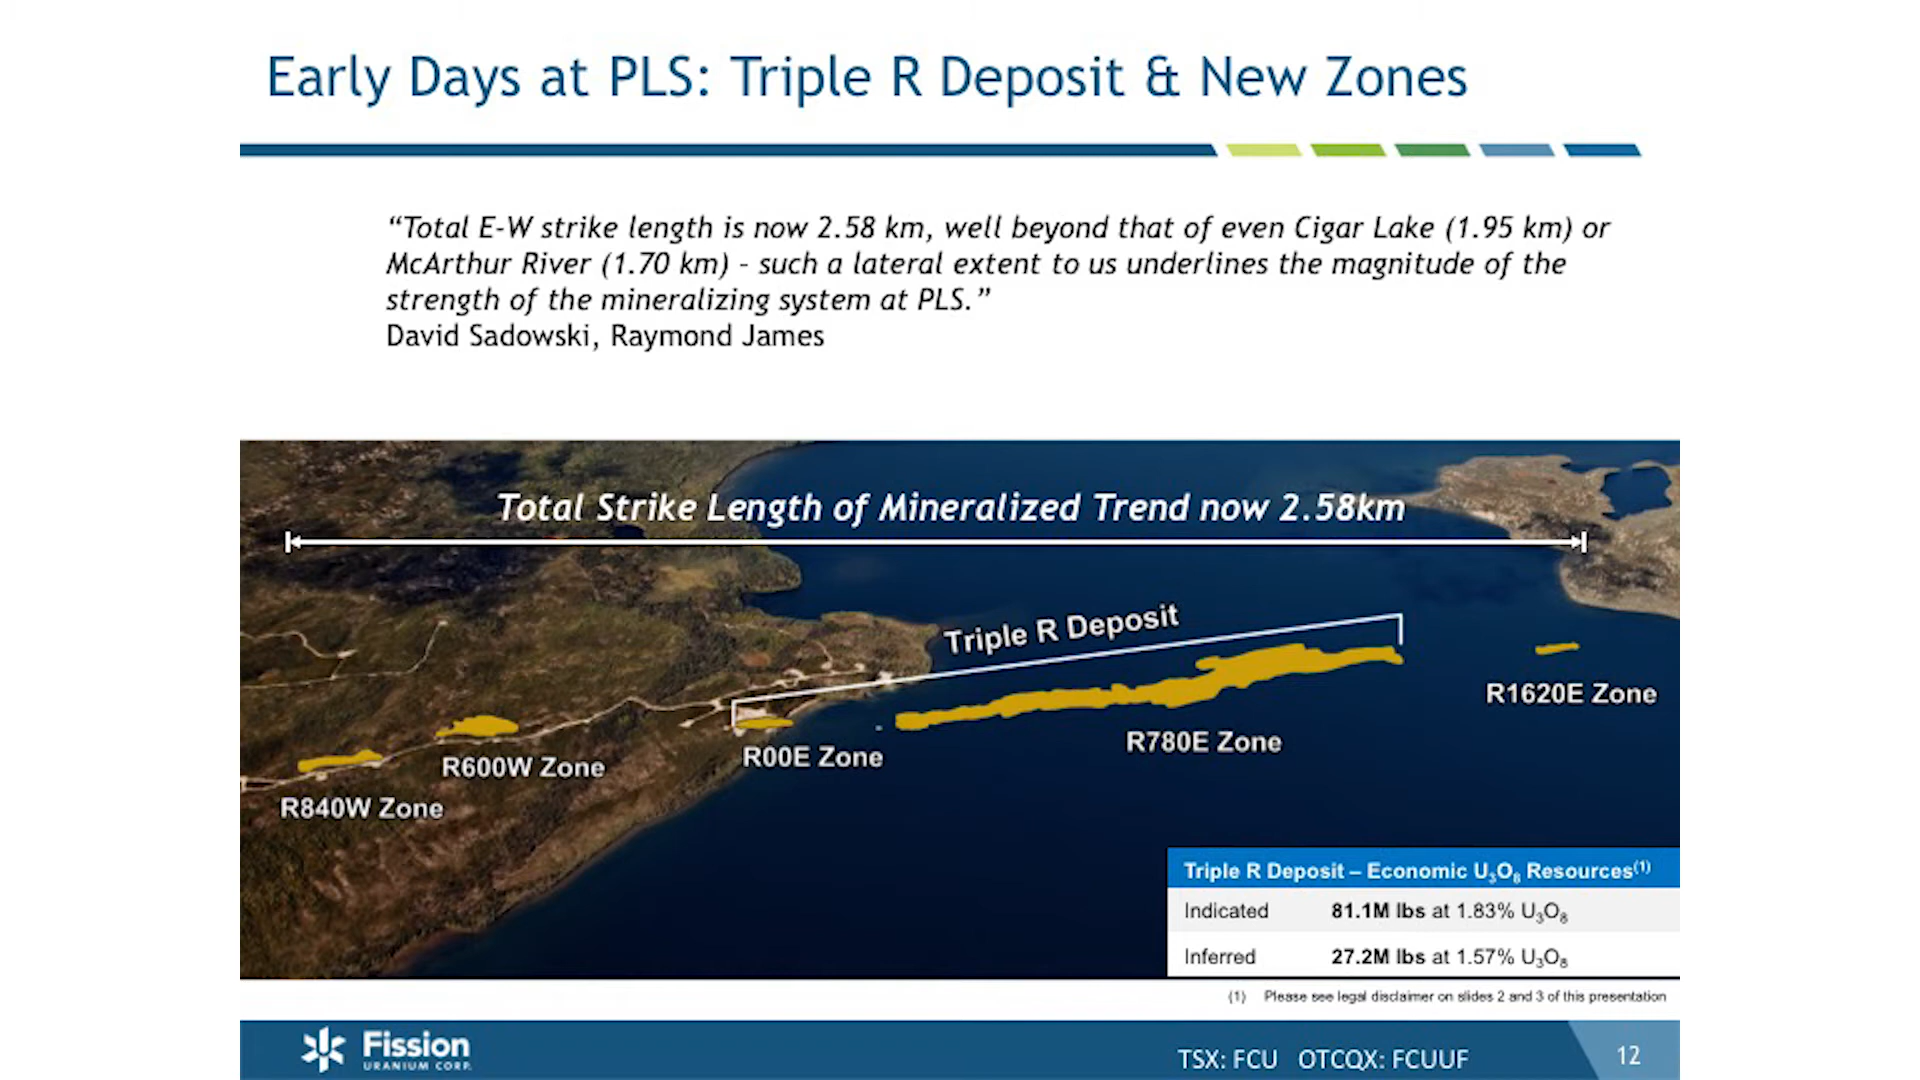 Early Days at PLS: Triple R Deposit & New Zones
“Total E-W strike length is now 2.58 km, well beyond that of even Cigar Lake (1.95 km) or
McArthur River (1.70 km) – such a lateral extent to us underlines the magnitude of the
strength of the mineralizing system at PLS.”
David Sadowski, Raymond James
Total Strike Length of Mineralized Trend now 2.58km
Triple R Deposit
R1620E Zone
R780E Zone
R00E Zone
R600W Zone
R840W Zone
Triple R Deposit – Economic U₃O₈ Resources⁽¹⁾
Indicated 81.1M lbs at 1.83% U₃O₈
Inferred 27.2M lbs at 1.57% U₃O₈
(1) Please see legal disclaimer on slides 2 and 3 of this presentation
Fission
URANIUM CORP.
TSX: FCU OTCQX: FCUUF
12